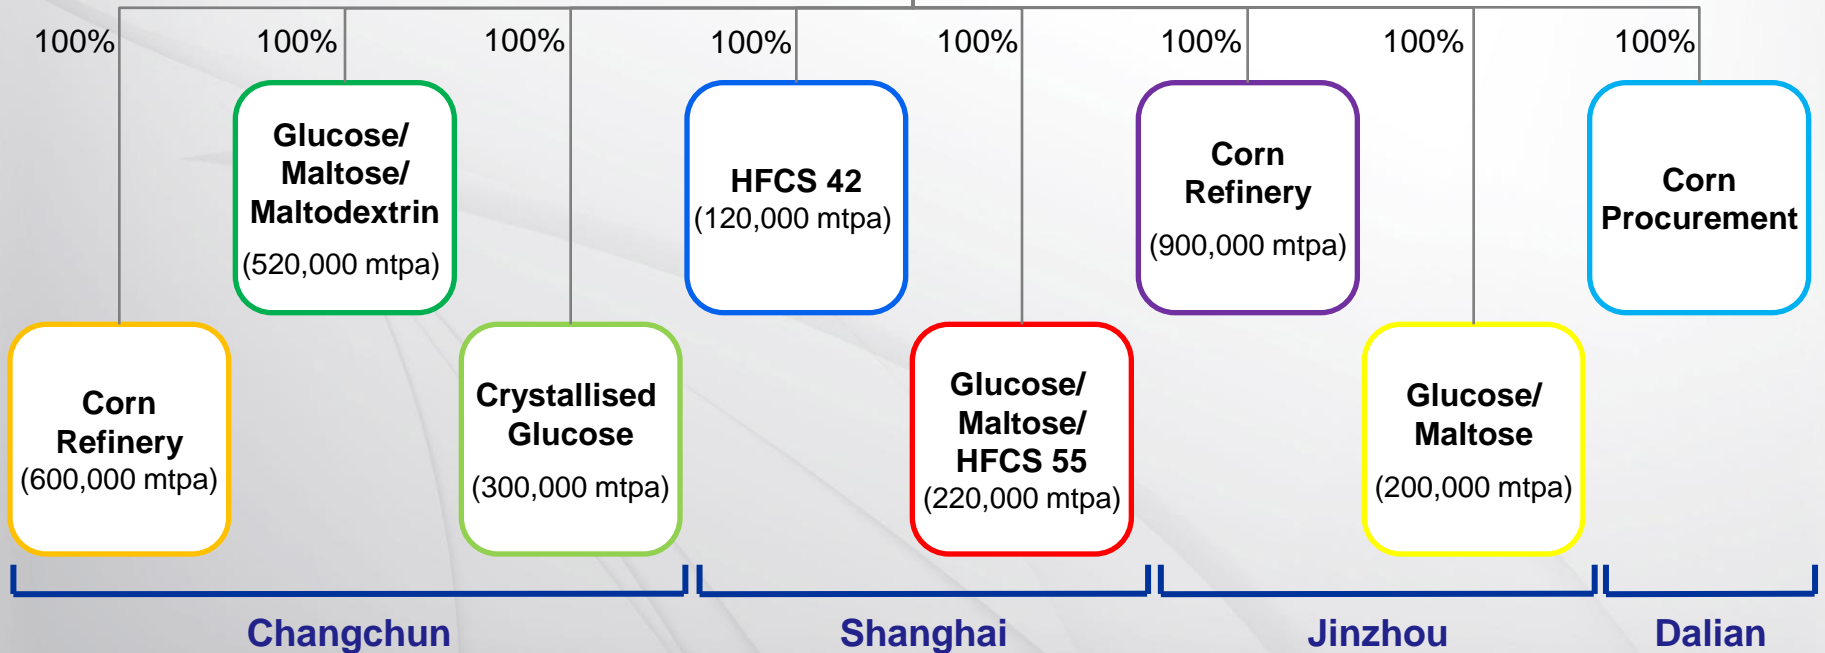 100%
100%
100%
100%
100%
100%
100%
100%
Glucose/
Maltose/
Maltodextrin
(520,000 mtpa)
HFCS 42
(120,000 mtpa)
Corn
Refinery
(900,000 mtpa)
Corn
Procurement
Corn
Refinery
(600,000 mtpa)
Crystallised
Glucose
(300,000 mtpa)
Glucose/
Maltose/
HFCS 55
(220,000 mtpa)
Glucose/
Maltose
(200,000 mtpa)
Changchun
Shanghai
Jinzhou
Dalian